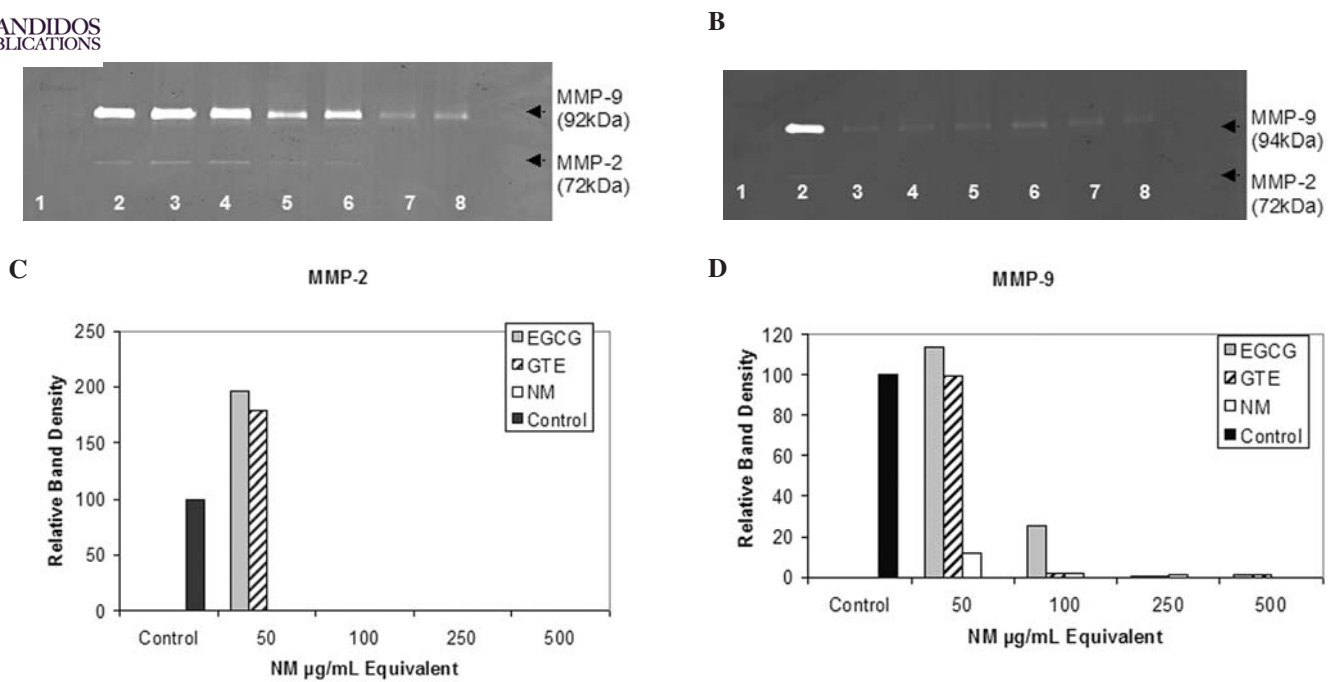 ANDIDOS
BLICATIONS
B
MMP-9
(92kDa)
MMP-2
(72kDa)
1 2 3 4 5 6 7 8
MMP-9
(94kDa)
MMP-2
(72kDa)
1 2 3 4 5 6 7 8
C
MMP-2
250
200
150
100
50
0
Relative Band Density
EGCG
GTE
NM
Control
Control 50 100 250 500
NM µg/mL Equivalent
D
MMP-9
120
100
80
60
40
20
0
Relative Band Density
EGCG
GTE
NM
Control
Control 50 100 250 500
NM µg/mL Equivalent